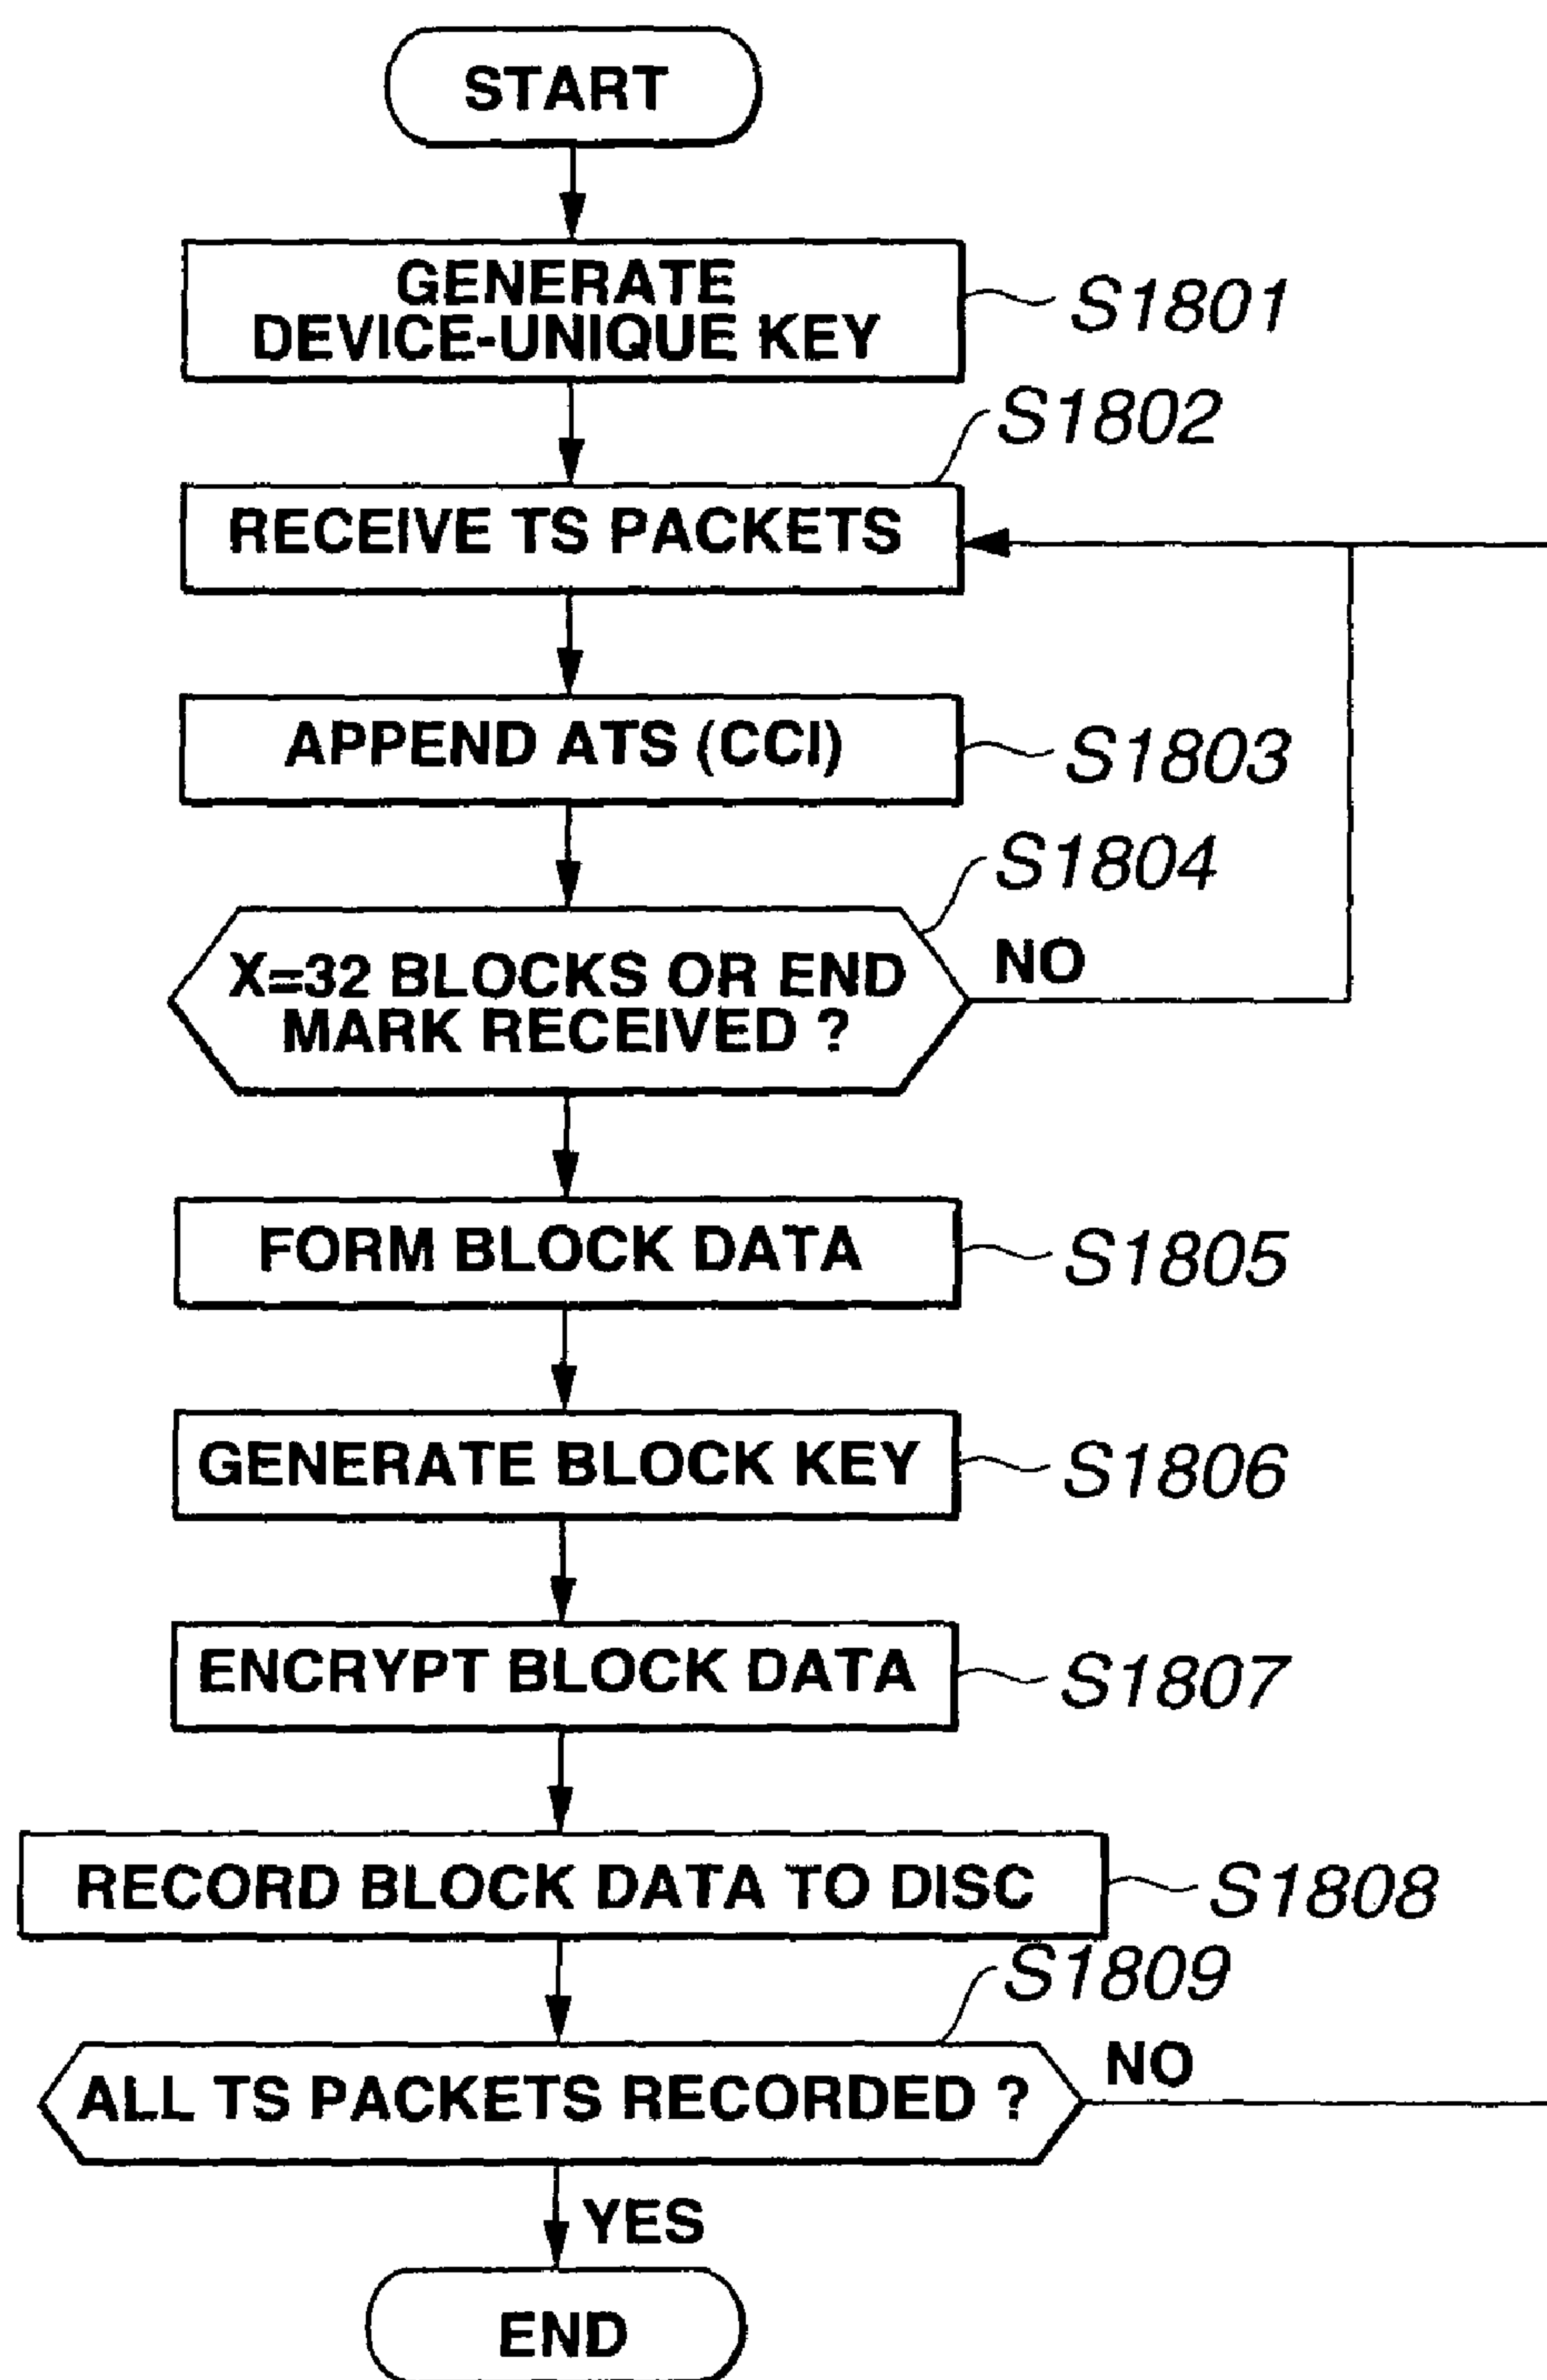 START
GENERATE
DEVICE-UNIQUE KEY
S1801
S1802
RECEIVE TS PACKETS
APPEND ATS (CCI)
S1803
S1804
X=32 BLOCKS OR END
MARK RECEIVED ?
NO
FORM BLOCK DATA
S1805
GENERATE BLOCK KEY
S1806
ENCRYPT BLOCK DATA
S1807
RECORD BLOCK DATA TO DISC
S1808
S1809
ALL TS PACKETS RECORDED ?
NO
YES
END